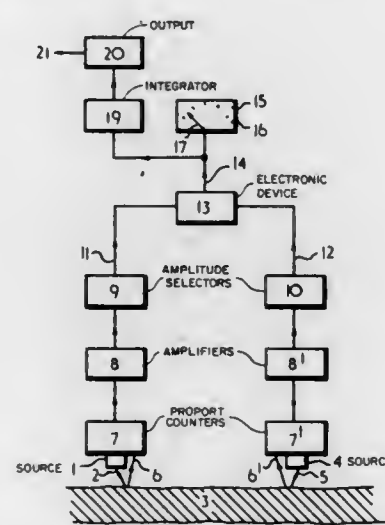 OUTPUT
21
20
INTEGRATOR
19
15
16
17
14
ELECTRONIC
DEVICE
13
11
12
AMPLITUDE
SELECTORS
9
10
AMPLIFIERS
8
8'
PROPORT
COUNTERS
7
7'
SOURCE 1
2
6
6'
4 SOURCE
5
3